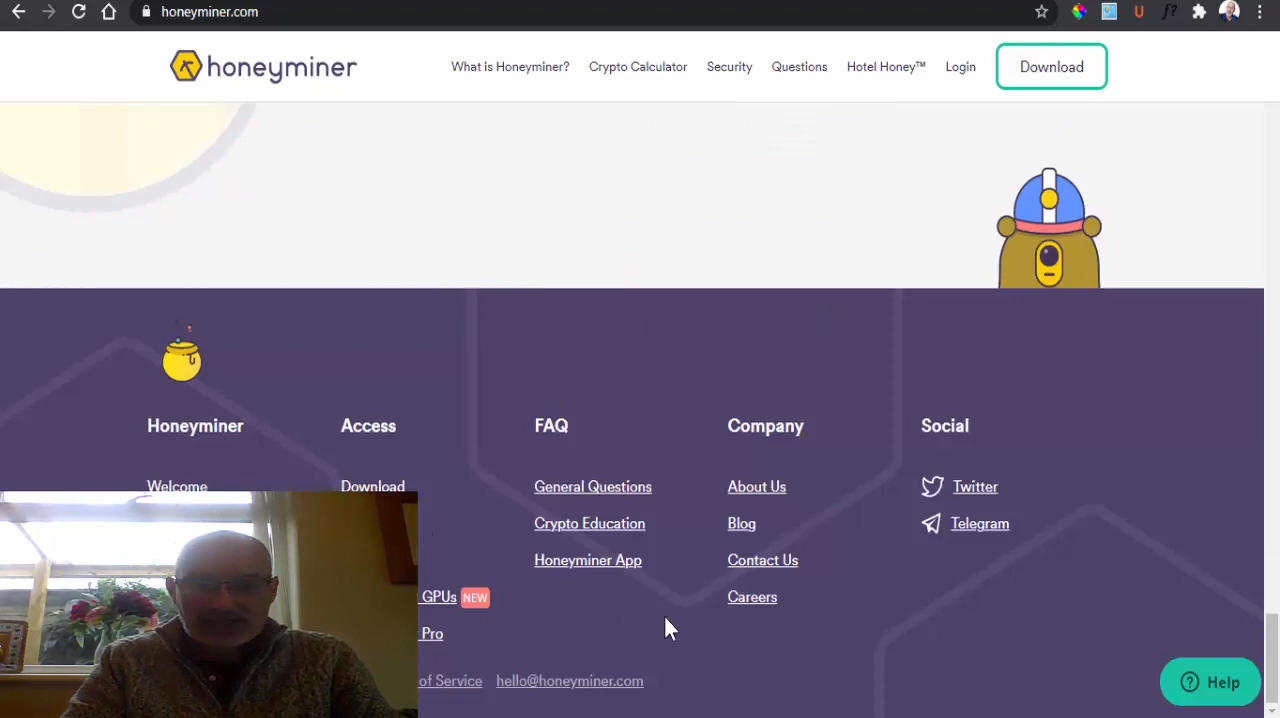 honeyminer.com
U
f?
honeyminer
What is Honeyminer?
Crypto Calculator
Security
Questions
Hotel Honey™
Login
Download
Honeyminer
Welcome
Access
Download
GPUs NEW
Pro
FAQ
General Questions
Crypto Education
Honeyminer App
Company
About Us
Blog
Contact Us
Careers
Social
Twitter
Telegram
of Service
hello@honeyminer.com
? Help